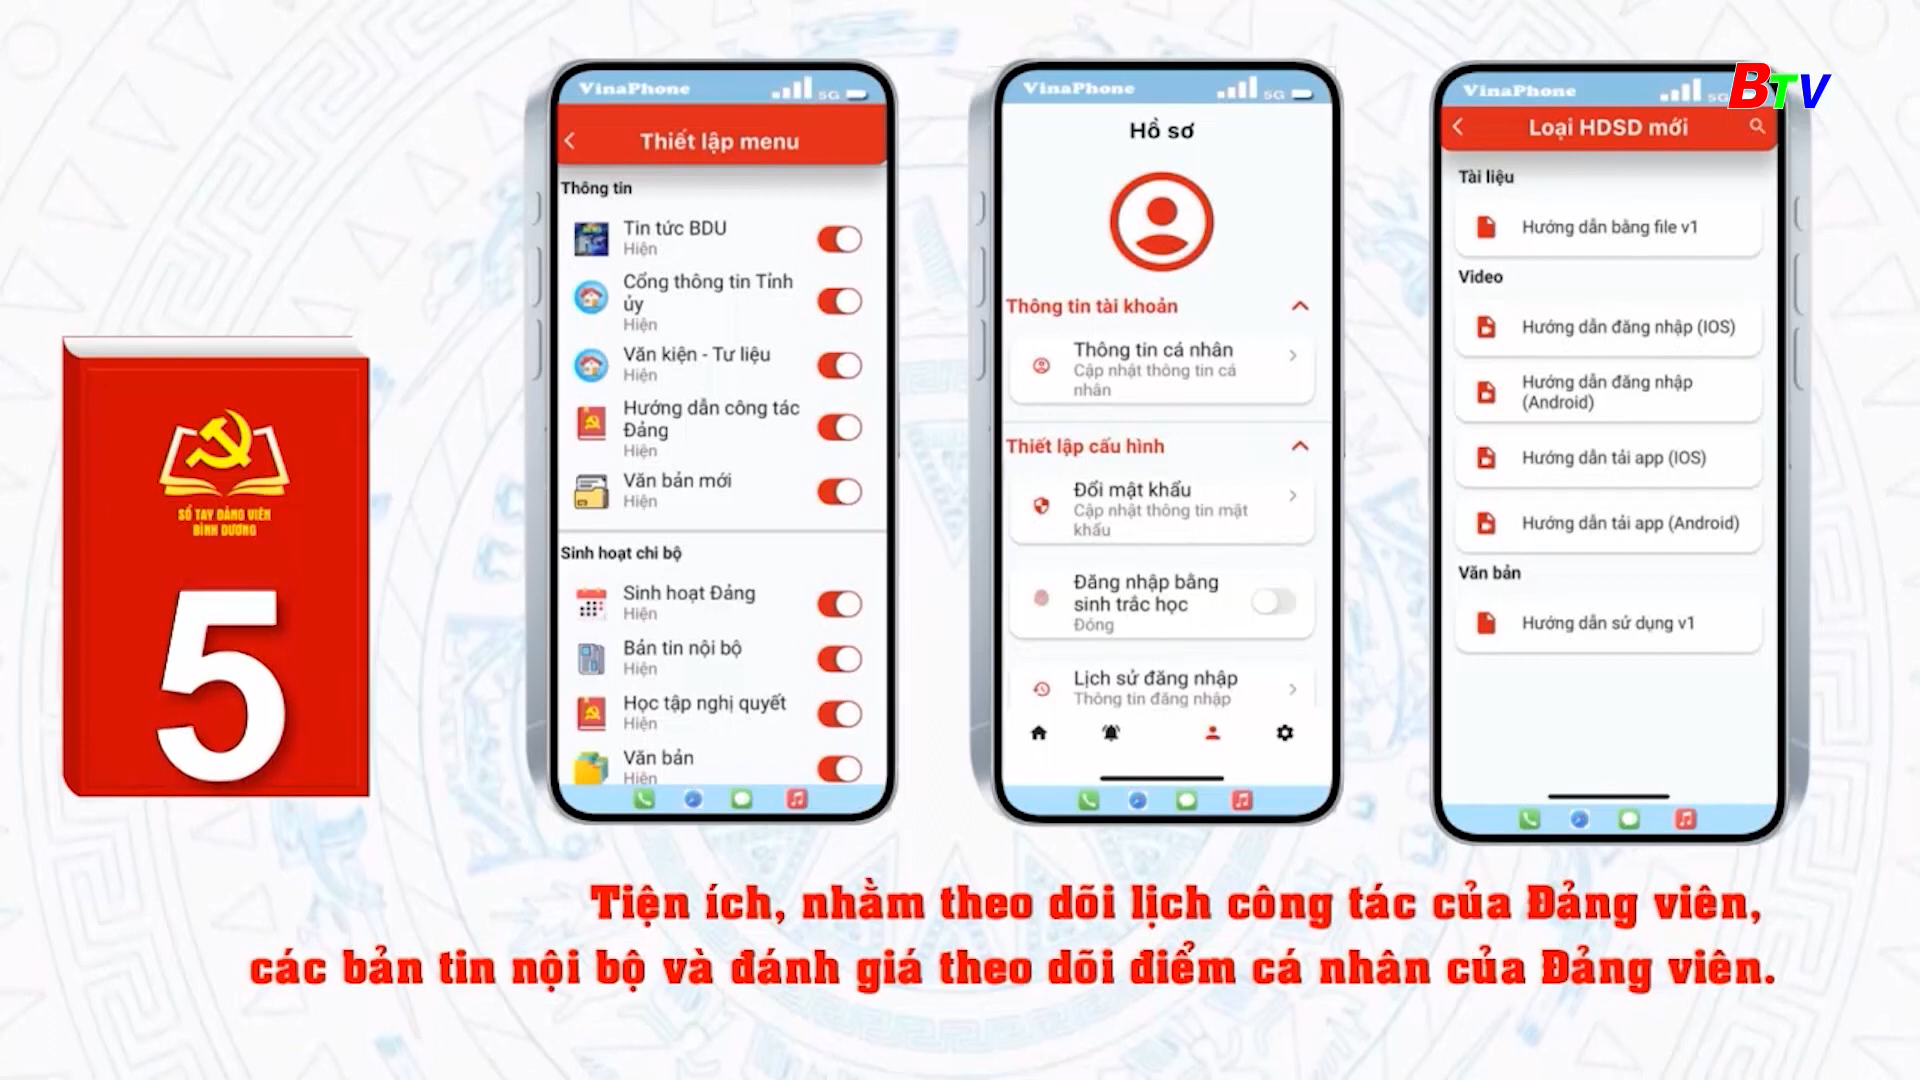 BTV
SỔ TAY ĐẢNG VIÊN
BÌNH DƯƠNG
5
VinaPhone
5G
Thiết lập menu
Thông tin
Tin tức BDU
Hiện
Cổng thông tin Tỉnh
ủy
Hiện
Văn kiện - Tư liệu
Hiện
Hướng dẫn công tác
Đảng
Hiện
Văn bản mới
Hiện
Sinh hoạt chi bộ
Sinh hoạt Đảng
Hiện
Bản tin nội bộ
Hiện
Học tập nghị quyết
Hiện
Văn bản
Hiện
VinaPhone
5G
Hồ sơ
Thông tin tài khoản
Thông tin cá nhân
Cập nhật thông tin cá
nhân
Thiết lập cấu hình
Đổi mật khẩu
Cập nhật thông tin mật
khẩu
Đăng nhập bằng
sinh trắc học
Đóng
Lịch sử đăng nhập
Thông tin đăng nhập
VinaPhone
5G
Loại HDSD mới
Tài liệu
Hướng dẫn bằng file v1
Video
Hướng dẫn đăng nhập (IOS)
Hướng dẫn đăng nhập
(Android)
Hướng dẫn tải app (IOS)
Hướng dẫn tải app (Android)
Văn bản
Hướng dẫn sử dụng v1
Tiện ích, nhằm theo dõi lịch công tác của Đảng viên,
các bản tin nội bộ và đánh giá theo dõi điểm cá nhân của Đảng viên.